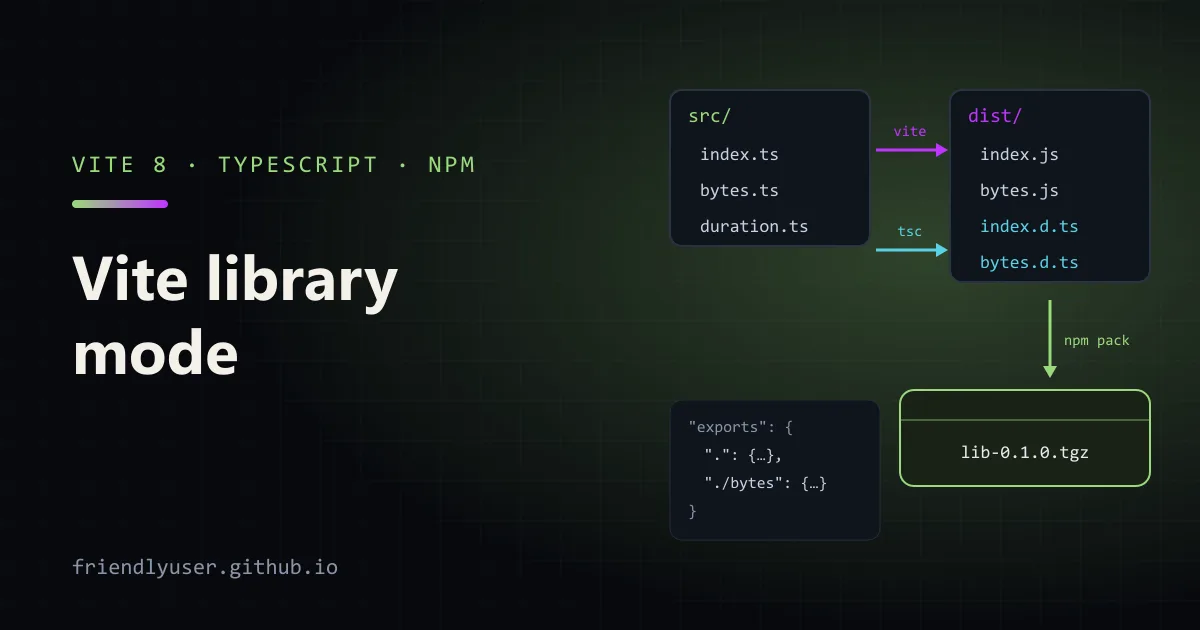 VITE 8 · TYPESCRIPT · NPM
Vite library
mode
friendlyuser.github.io
src/
index.ts
bytes.ts
duration.ts
vite
tsc
dist/
index.js
bytes.js
index.d.ts
bytes.d.ts
npm pack
"exports": {
".": {…},
"./bytes": {…}
}
lib-0.1.0.tgz